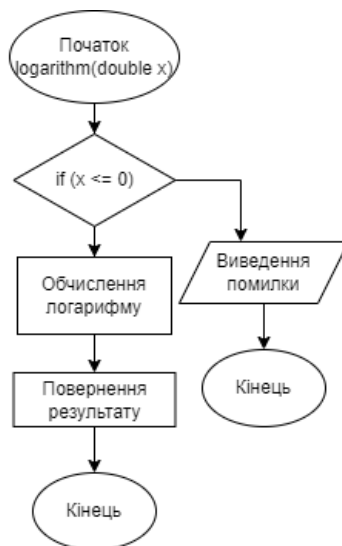 Початок
logarithm(double x)
if (x <= 0)
Обчислення
логарифму
Виведення
помилки
Повернення
результату
Кінець
Кінець